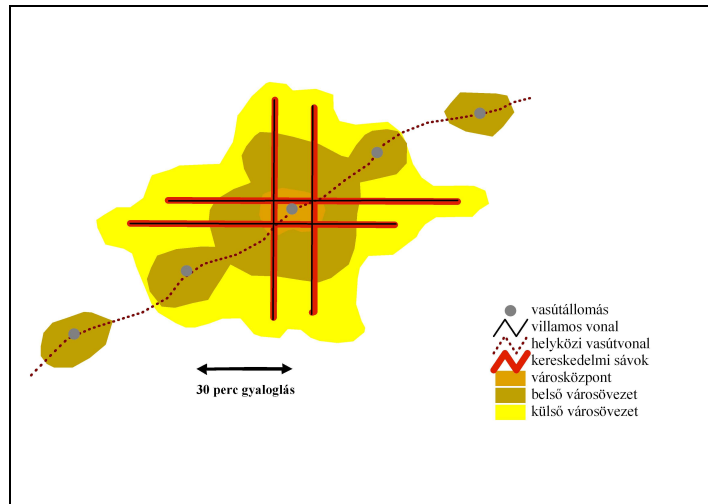 vasútállomás
villamos vonal
helyközi vasútvonal
kereskedelmi sávok
városközpont
belső városövezet
külső városövezet
30 perc gyaloglás